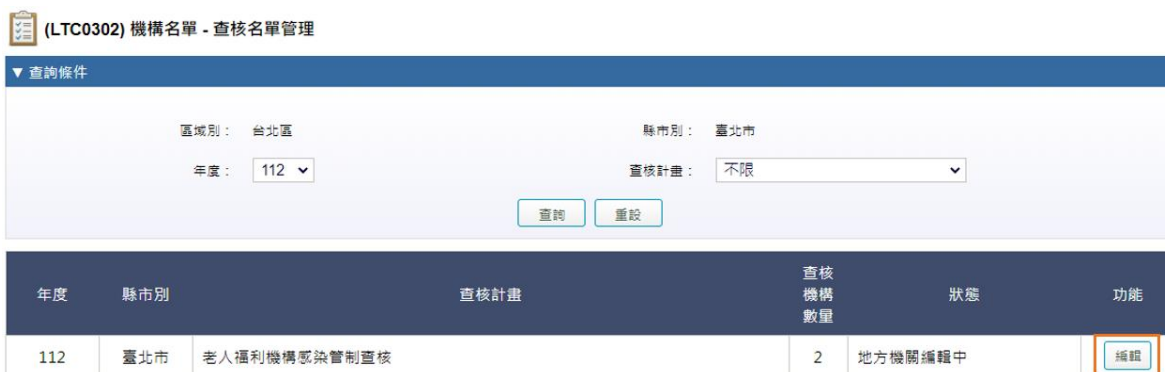 (LTC0302) 機構名單 - 查核名單管理
▼ 查詢條件
區域別： 台北區 縣市別： 臺北市
年度： 112 查核計畫： 不限
查詢 重設
年度 縣市別 查核計畫 查核機構數量 狀態 功能
112 臺北市 老人福利機構感染管制查核 2 地方機關編輯中 編輯